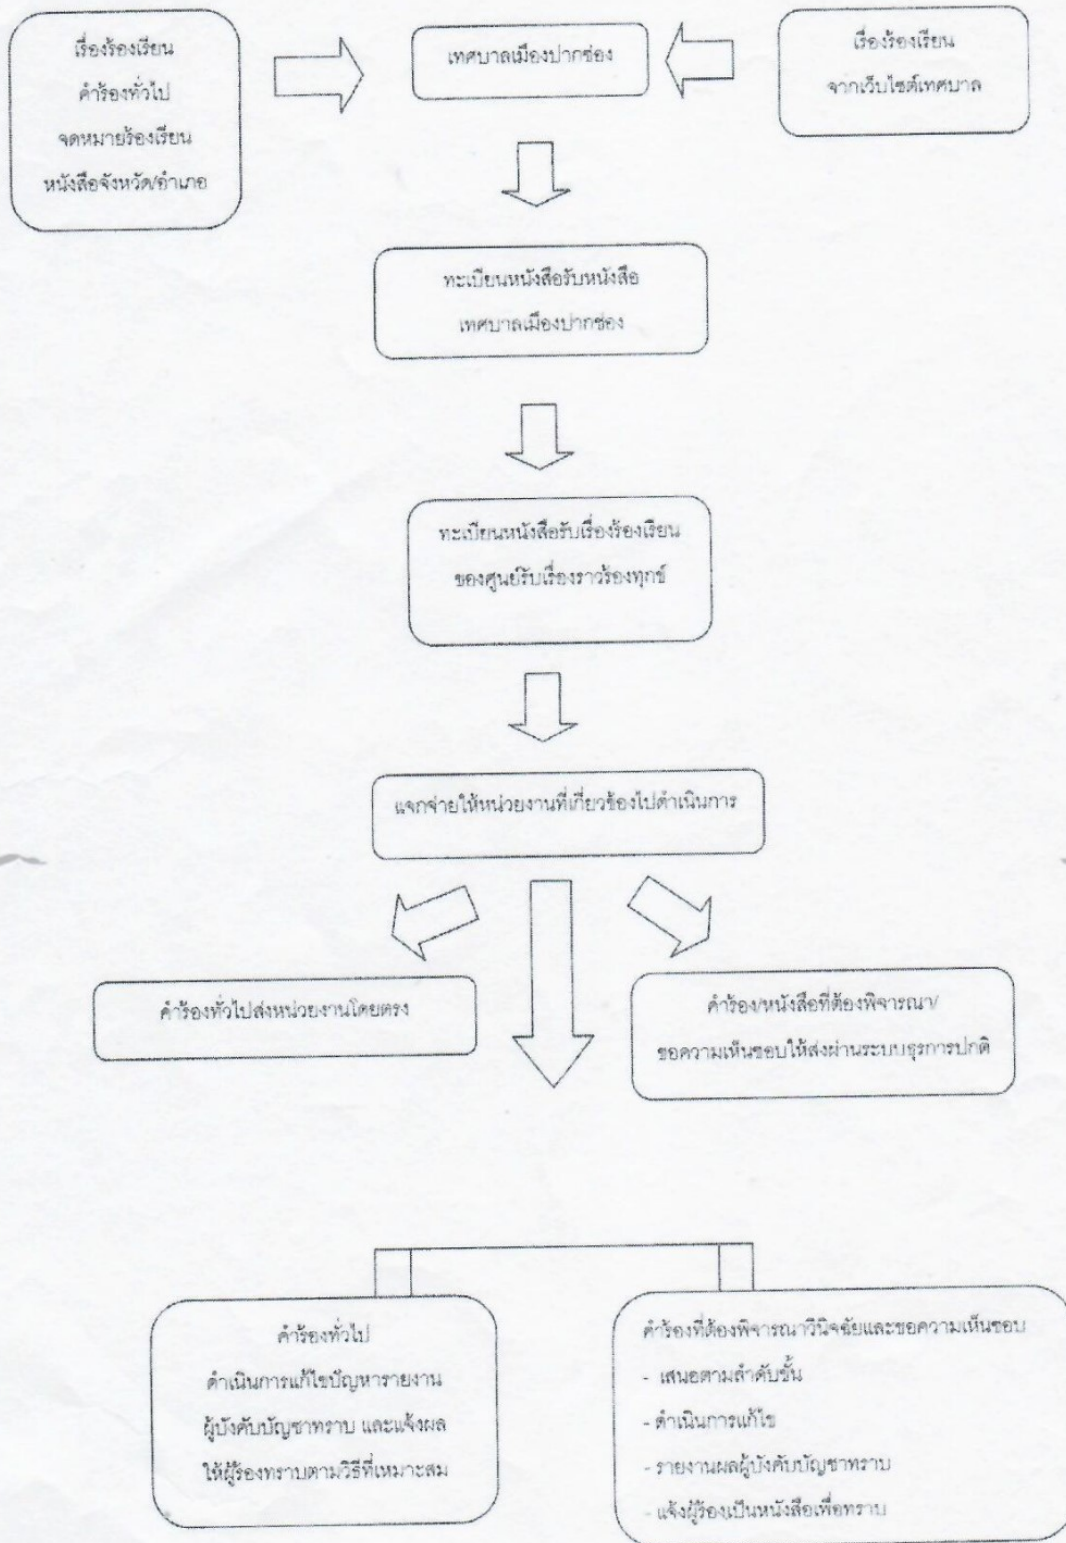 เรื่องร้องเรียน
คำร้องทั่วไป
จดหมายร้องเรียน
หนังสือจังหวัด/อำเภอ
เทศบาลเมืองปากช่อง
เรื่องร้องเรียน
จากเว็บไซต์เทศบาล
ทะเบียนหนังสือรับหนังสือ
เทศบาลเมืองปากช่อง
ทะเบียนหนังสือรับเรื่องร้องเรียน
ของศูนย์รับเรื่องราวร้องทุกข์
แจกจ่ายให้หน่วยงานที่เกี่ยวข้องไปดำเนินการ
คำร้องทั่วไปส่งหน่วยงานโดยตรง
คำร้อง/หนังสือที่ต้องพิจารณา/
ขอความเห็นชอบให้ส่งผ่านระบบธุรการปกติ
คำร้องทั่วไป
ดำเนินการแก้ไขปัญหารายงาน
ผู้บังคับบัญชาทราบ และแจ้งผล
ให้ผู้ร้องทราบตามวิธีที่เหมาะสม
คำร้องที่ต้องพิจารณาวินิจฉัยและขอความเห็นชอบ
- เสนอตามลำดับชั้น
- ดำเนินการแก้ไข
- รายงานผลผู้บังคับบัญชาทราบ
- แจ้งผู้ร้องเป็นหนังสือเพื่อทราบ